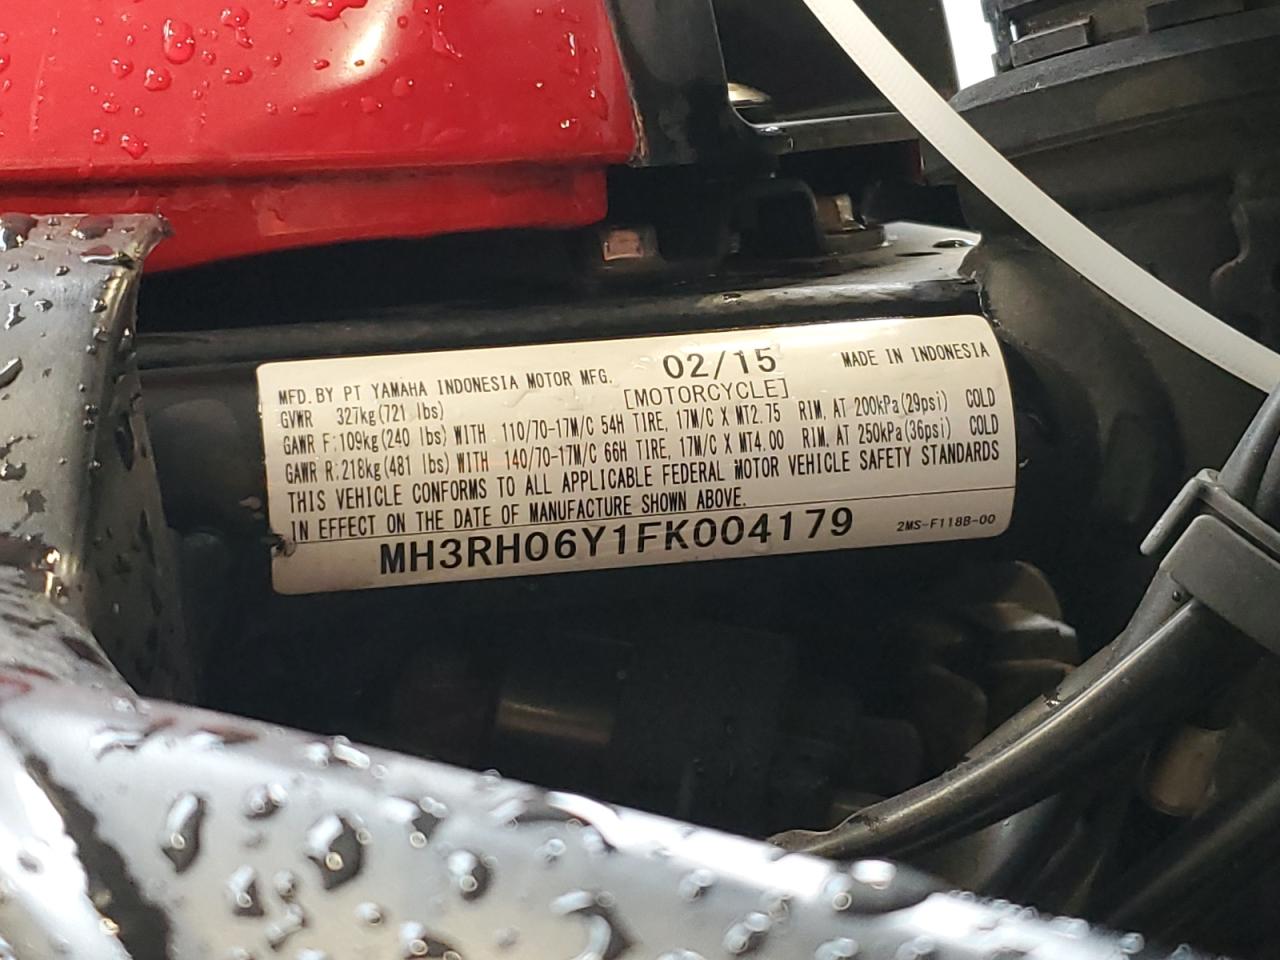 MFD. BY PT YAMAHA INDONESIA MOTOR MFG. 02/15 MADE IN INDONESIA
GVWR 327kg(721 lbs) [MOTORCYCLE]
GAWR F:109kg(240 lbs)WITH 110/70-17M/C 54H TIRE, 17M/C X MT2.75 RIM, AT 200kPa(29psi) COLD
GAWR R:218kg(481 lbs)WITH 140/70-17M/C 66H TIRE, 17M/C X MT4.00 RIM, AT 250kPa(36psi) COLD
THIS VEHICLE CONFORMS TO ALL APPLICABLE FEDERAL MOTOR VEHICLE SAFETY STANDARDS
IN EFFECT ON THE DATE OF MANUFACTURE SHOWN ABOVE.
MH3RH06Y1FK004179 2MS-F118B-00